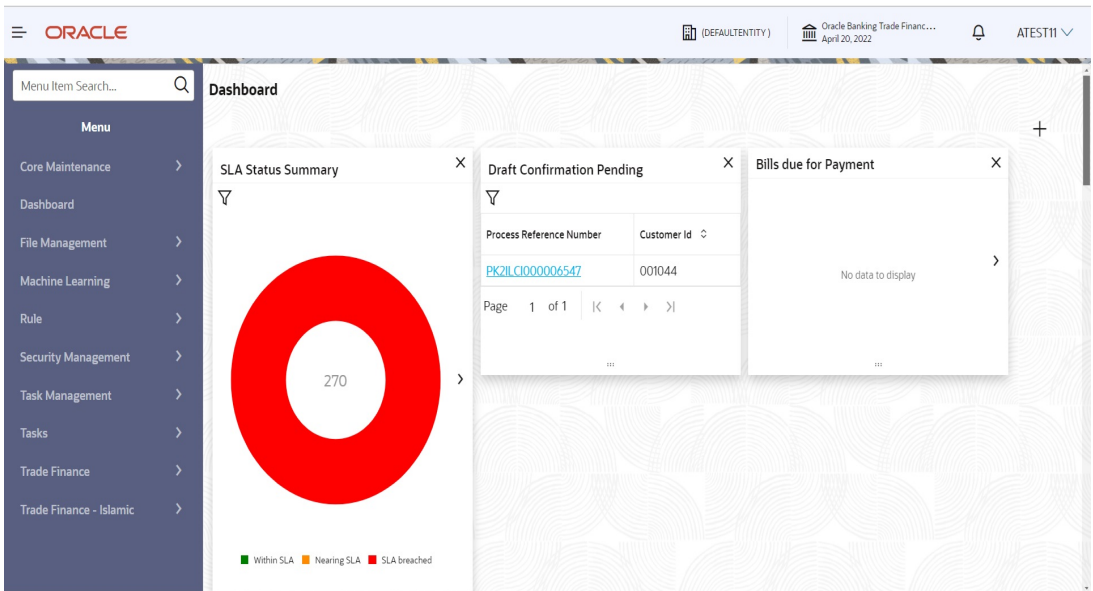 ORACLE
(DEFAULTENTITY)
Oracle Banking Trade Financ...
April 20, 2022
ATEST11
Menu Item Search...
Menu
Core Maintenance
Dashboard
File Management
Machine Learning
Rule
Security Management
Task Management
Tasks
Trade Finance
Trade Finance - Islamic
Dashboard
SLA Status Summary
270
Within SLA Nearing SLA SLA breached
Draft Confirmation Pending
Process Reference Number Customer Id
PK2ILCI000006547 001044
Page 1 of 1
Bills due for Payment
No data to display